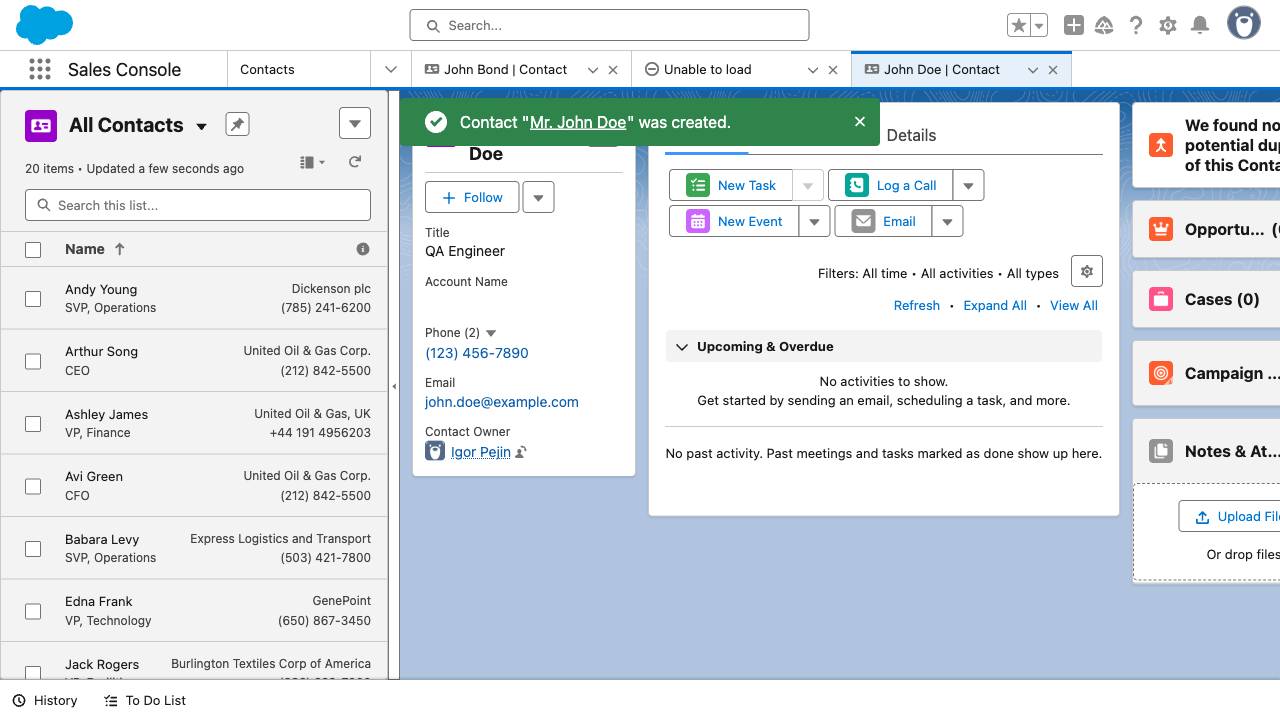 Search...
Sales Console
Contacts
John Bond | Contact
Unable to load
John Doe | Contact
All Contacts
20 items • Updated a few seconds ago
Search this list...
Name
Andy Young
Dickenson plc
SVP, Operations
(785) 241-6200
Arthur Song
United Oil & Gas Corp.
CEO
(212) 842-5500
Ashley James
United Oil & Gas, UK
VP, Finance
+44 191 4956203
Avi Green
United Oil & Gas Corp.
CFO
(212) 842-5500
Babara Levy
Express Logistics and Transport
SVP, Operations
(503) 421-7800
Edna Frank
GenePoint
VP, Technology
(650) 867-3450
Jack Rogers
Burlington Textiles Corp of America
Contact "Mr. John Doe" was created.
Doe
Follow
Title
QA Engineer
Account Name
Phone (2)
(123) 456-7890
Email
john.doe@example.com
Contact Owner
Igor Pejin
Details
New Task
Log a Call
New Event
Email
Filters: All time • All activities • All types
Refresh • Expand All • View All
Upcoming & Overdue
No activities to show.
Get started by sending an email, scheduling a task, and more.
No past activity. Past meetings and tasks marked as done show up here.
We found no
potential dup
of this Conta
Opportu... (
Cases (0)
Campaign ...
Notes & At...
Upload File
Or drop files
History
To Do List